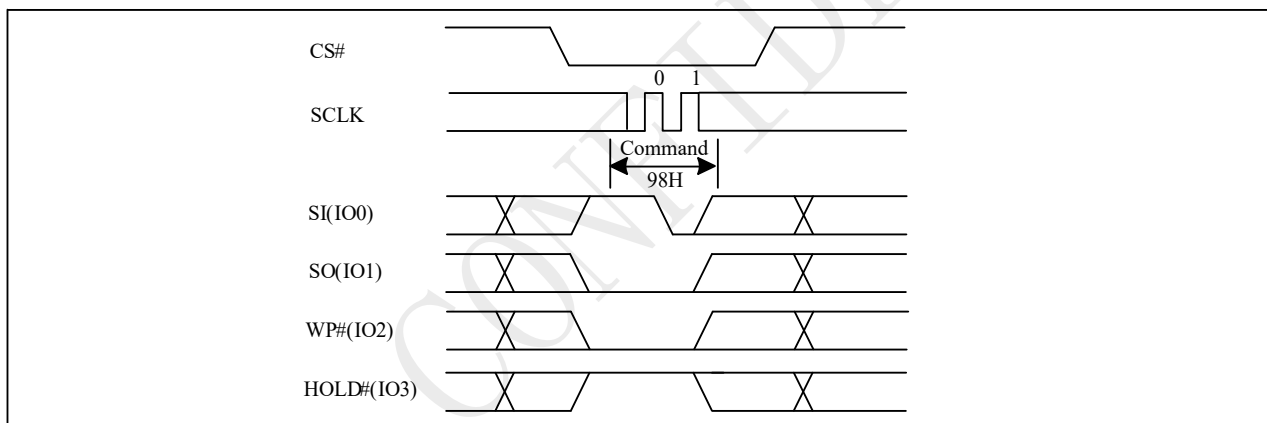 CS#
0 1
SCLK
Command
98H
SI(IO0)
SO(IO1)
WP#(IO2)
HOLD#(IO3)